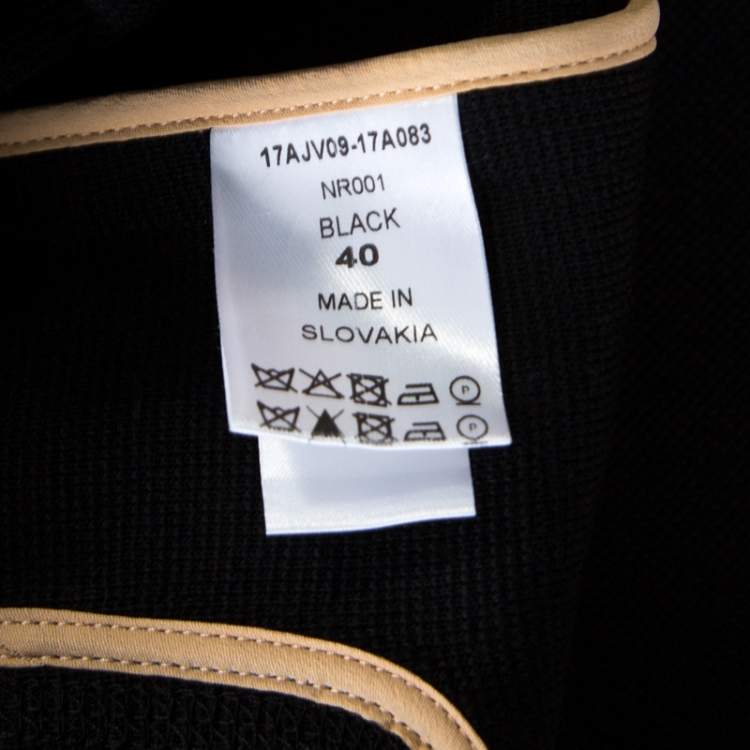 17AJV09-17A083
NR001
BLACK
40
MADE IN
SLOVAKIA
P
P